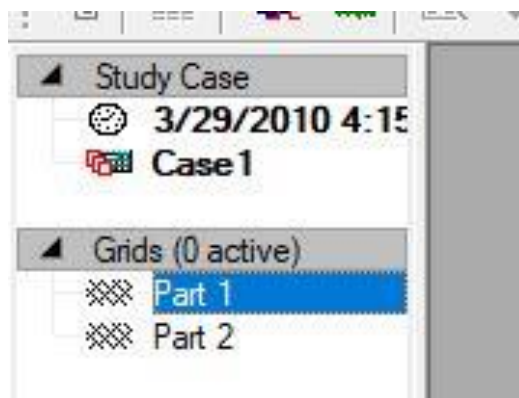 Study Case
3/29/2010 4:15
Case1
Grids (0 active)
Part 1
Part 2